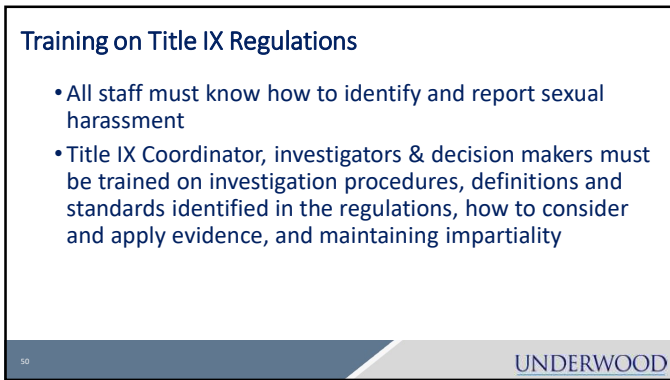 Training on Title IX Regulations
• All staff must know how to identify and report sexual
harassment
• Title IX Coordinator, investigators & decision makers must
be trained on investigation procedures, definitions and
standards identified in the regulations, how to consider
and apply evidence, and maintaining impartiality
50
UNDERWOOD